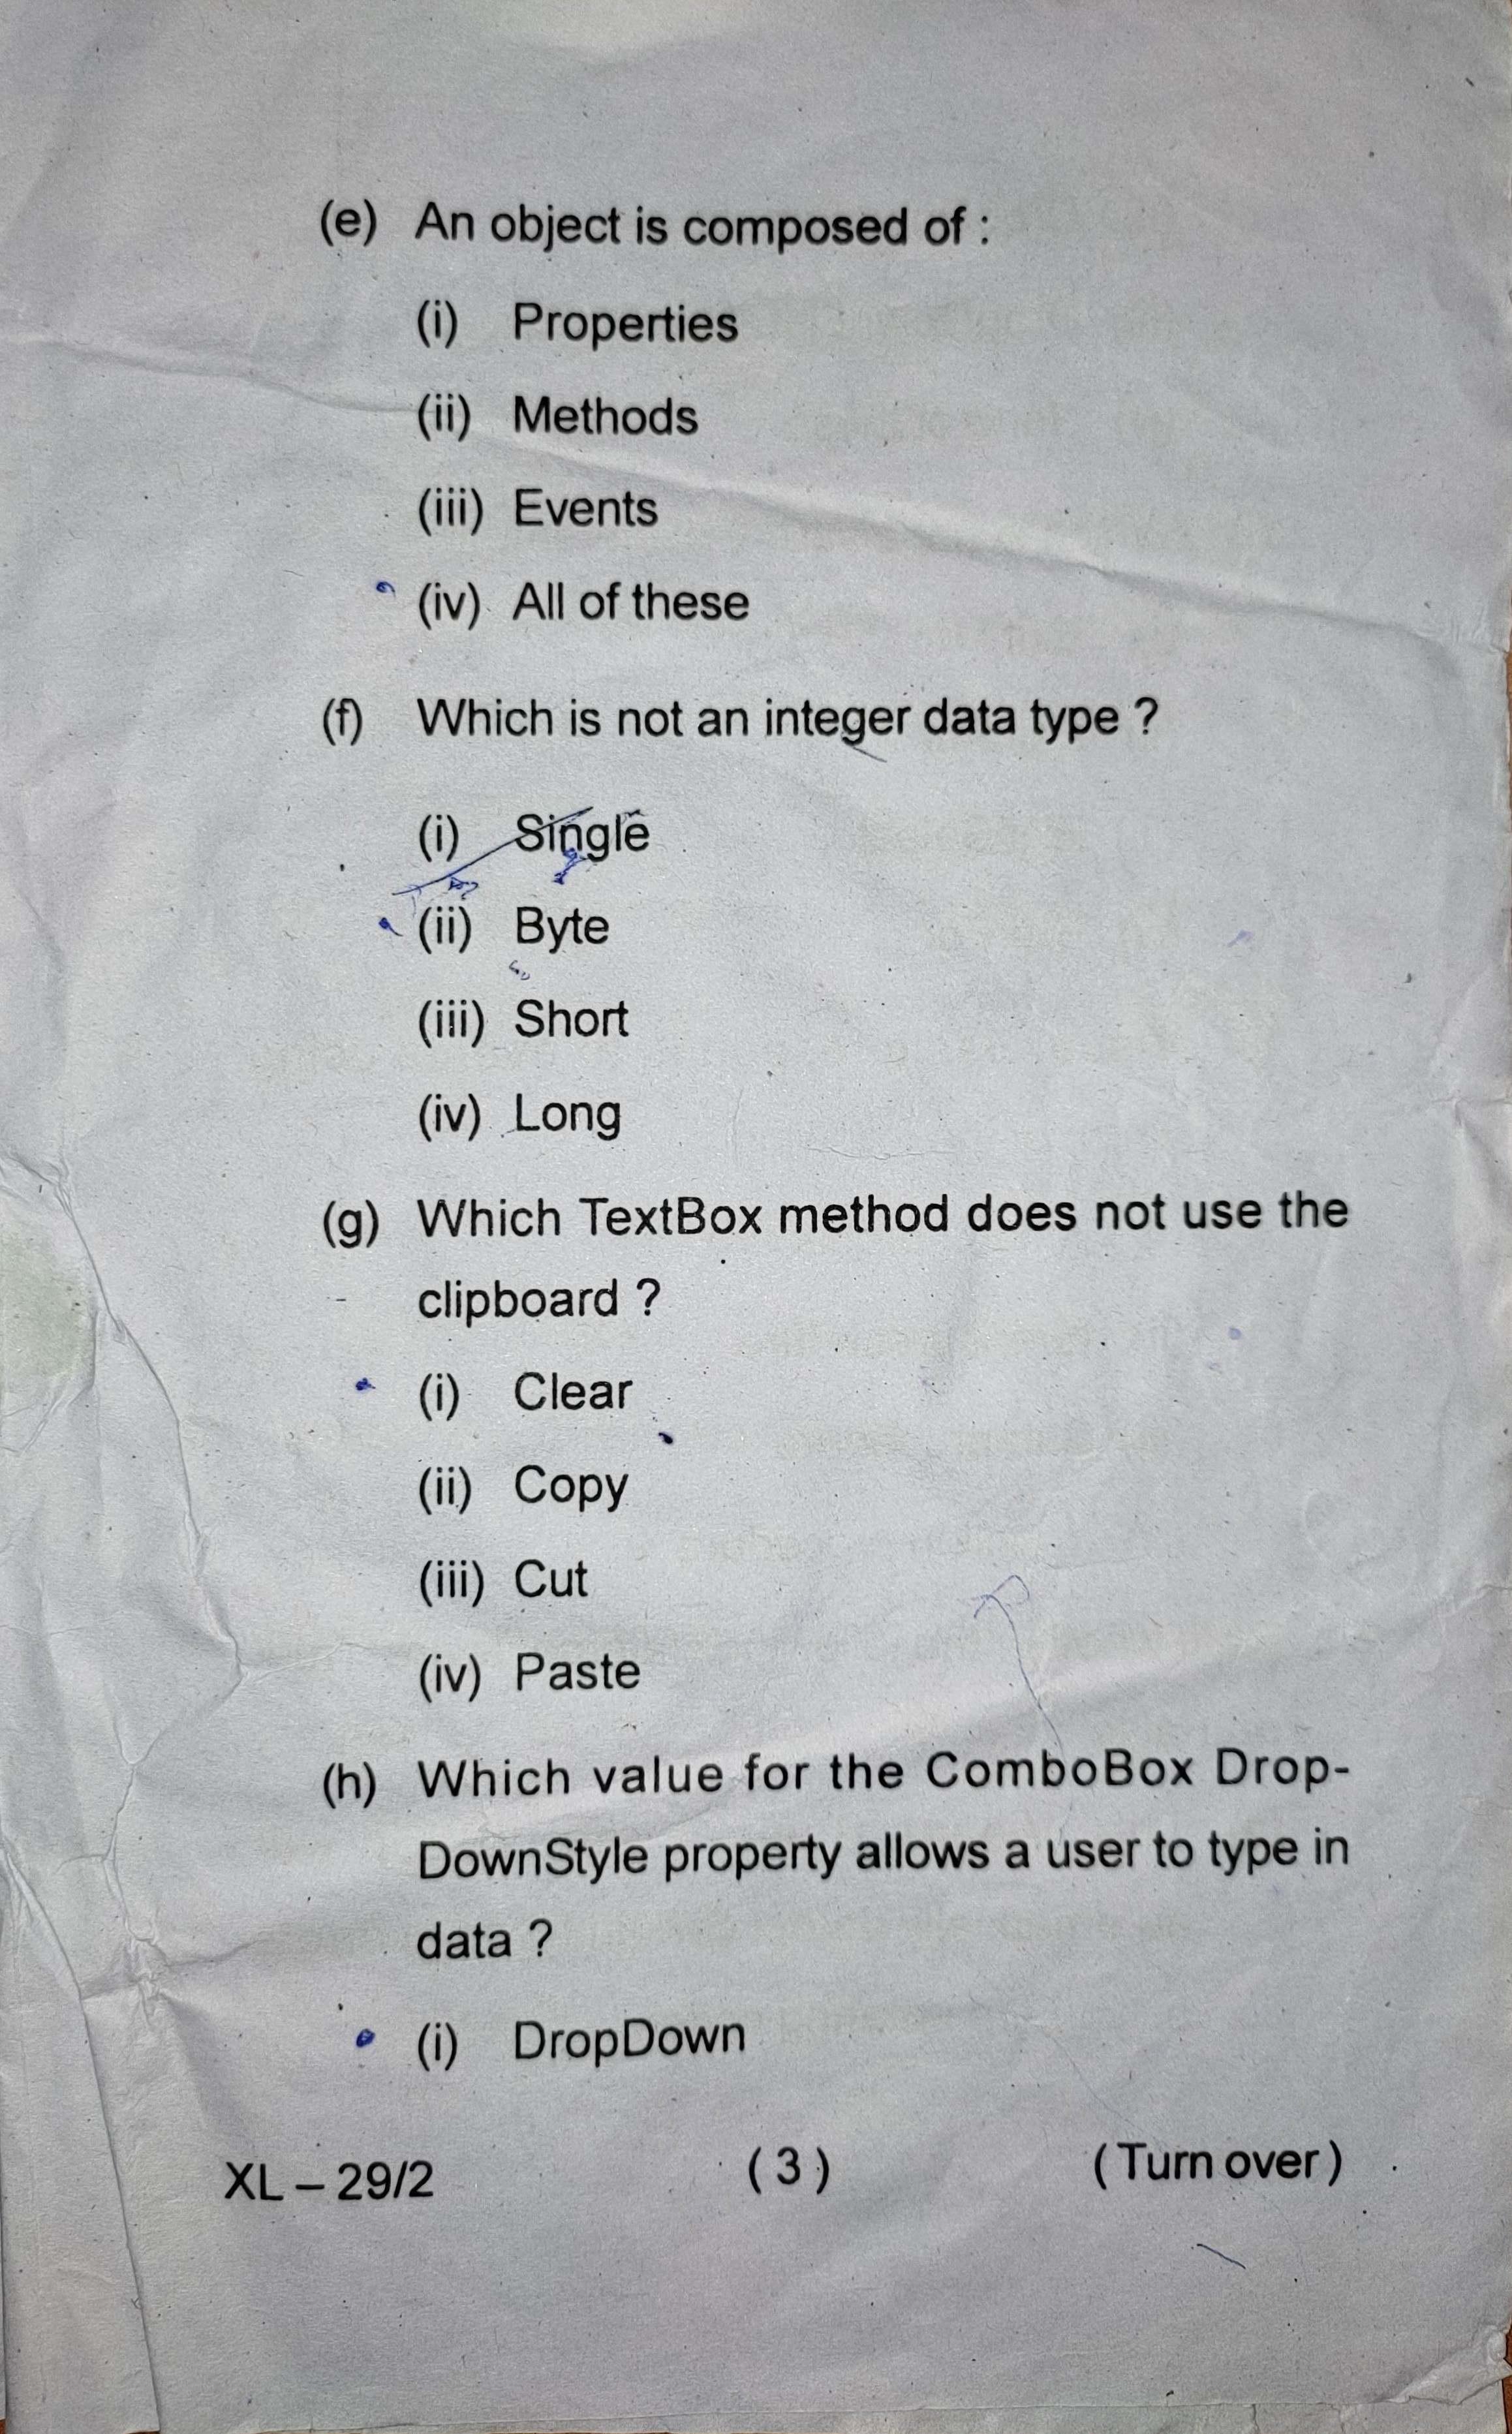 (e) An object is composed of :
(i) Properties
(ii) Methods
(iii) Events
(iv) All of these
(f) Which is not an integer data type ?
(i) Single
(ii) Byte
(iii) Short
(iv) Long
(g) Which TextBox method does not use the
clipboard ?
(i) Clear
(ii) Copy
(iii) Cut
(iv) Paste
(h) Which value for the ComboBox Drop-
DownStyle property allows a user to type in
data ?
(i) DropDown
XL – 29/2 ( 3 ) ( Turn over )